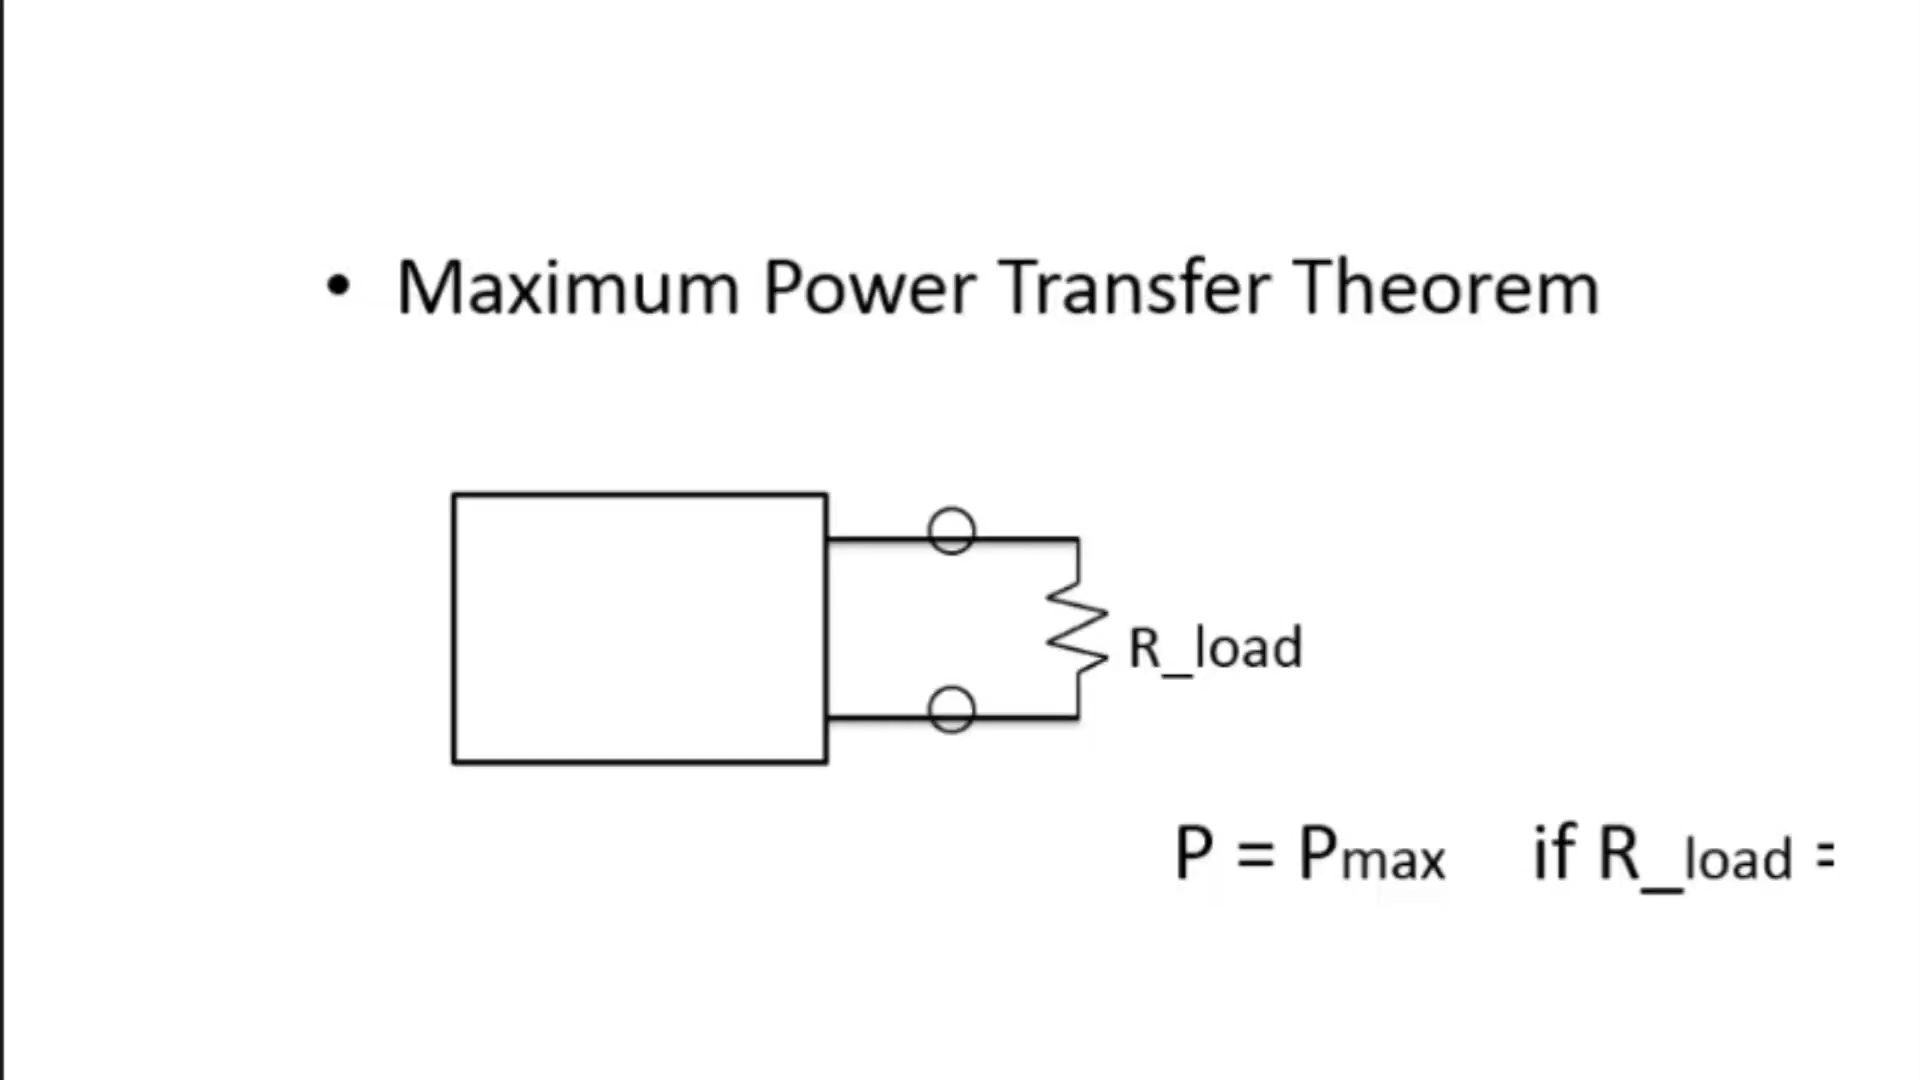 • Maximum Power Transfer Theorem
R_load
P = Pmax if R_load =